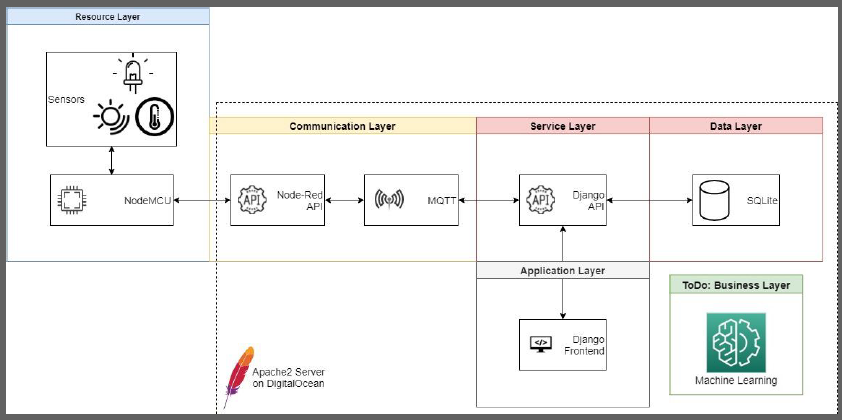 Resource Layer
Sensors
NodeMCU
Communication Layer
Node-Red
API
API
MQTT
Service Layer
API
Django
API
Data Layer
SQLite
Application Layer
</>
Django
Frontend
ToDo: Business Layer
Machine Learning
Apache2 Server
on DigitalOcean